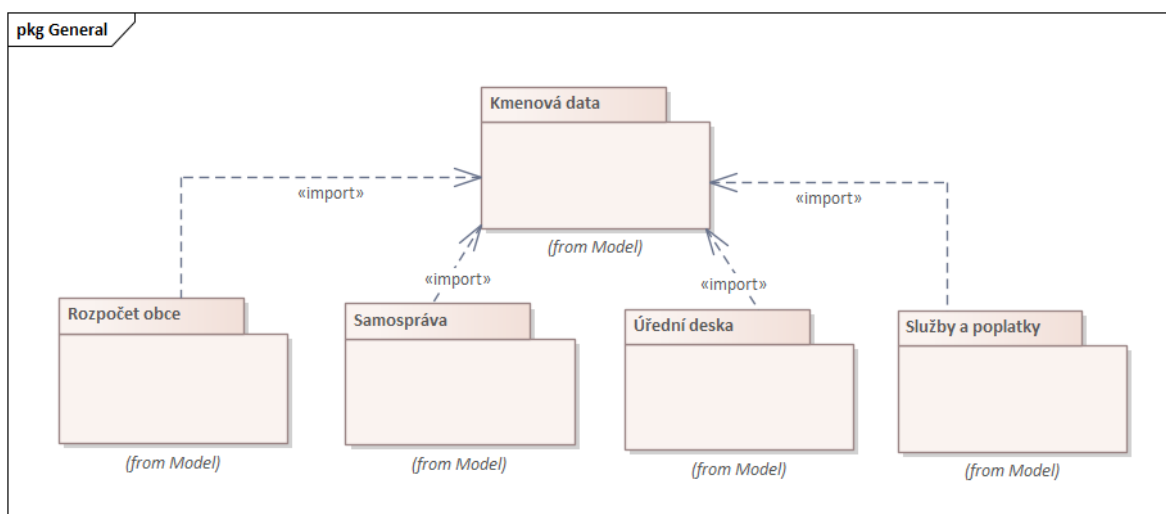 pkg General
Kmenová data
«import»
«import»
(from Model)
«import»
«import»
Rozpočet obce
Samospráva
Úřední deska
Služby a poplatky
(from Model)
(from Model)
(from Model)
(from Model)